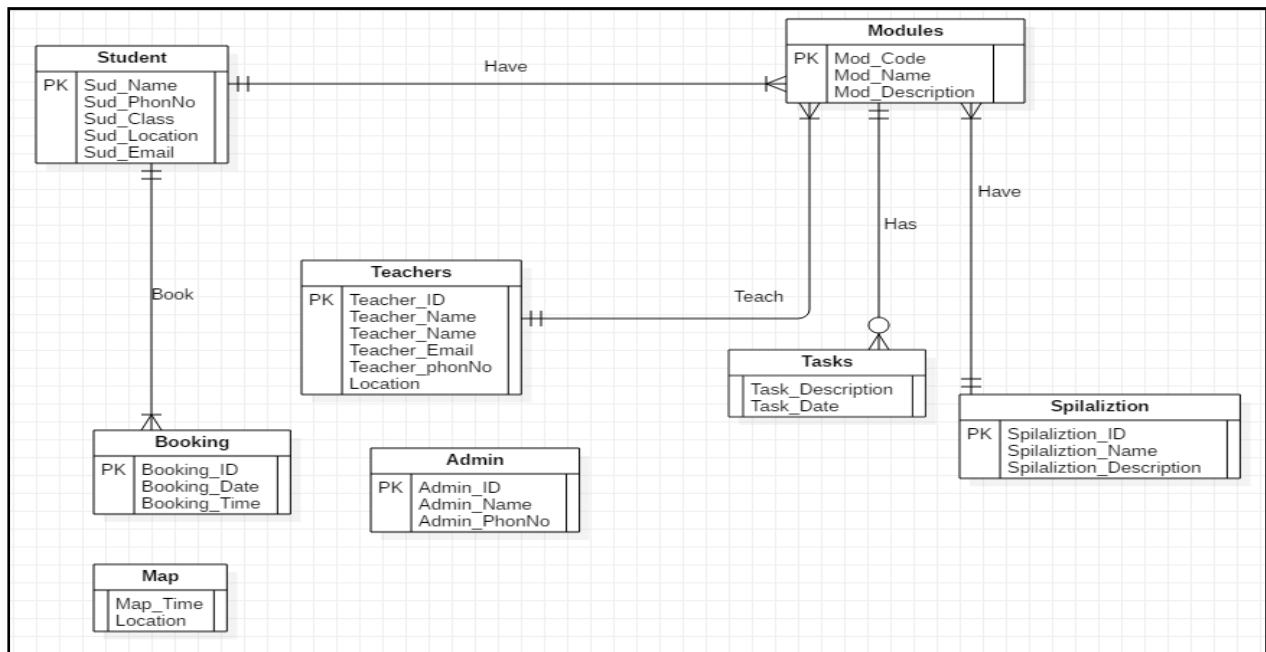 Student
PK Sud_Name
Sud_PhonNo
Sud_Class
Sud_Location
Sud_Email
Have
Modules
PK Mod_Code
Mod_Name
Mod_Description
Book
Teachers
PK Teacher_ID
Teacher_Name
Teacher_Name
Teacher_Email
Teacher_phonNo
Location
Teach
Has
Have
Tasks
Task_Description
Task_Date
Spilaliztion
PK Spilaliztion_ID
Spilaliztion_Name
Spilaliztion_Description
Booking
PK Booking_ID
Booking_Date
Booking_Time
Admin
PK Admin_ID
Admin_Name
Admin_PhonNo
Map
Map_Time
Location